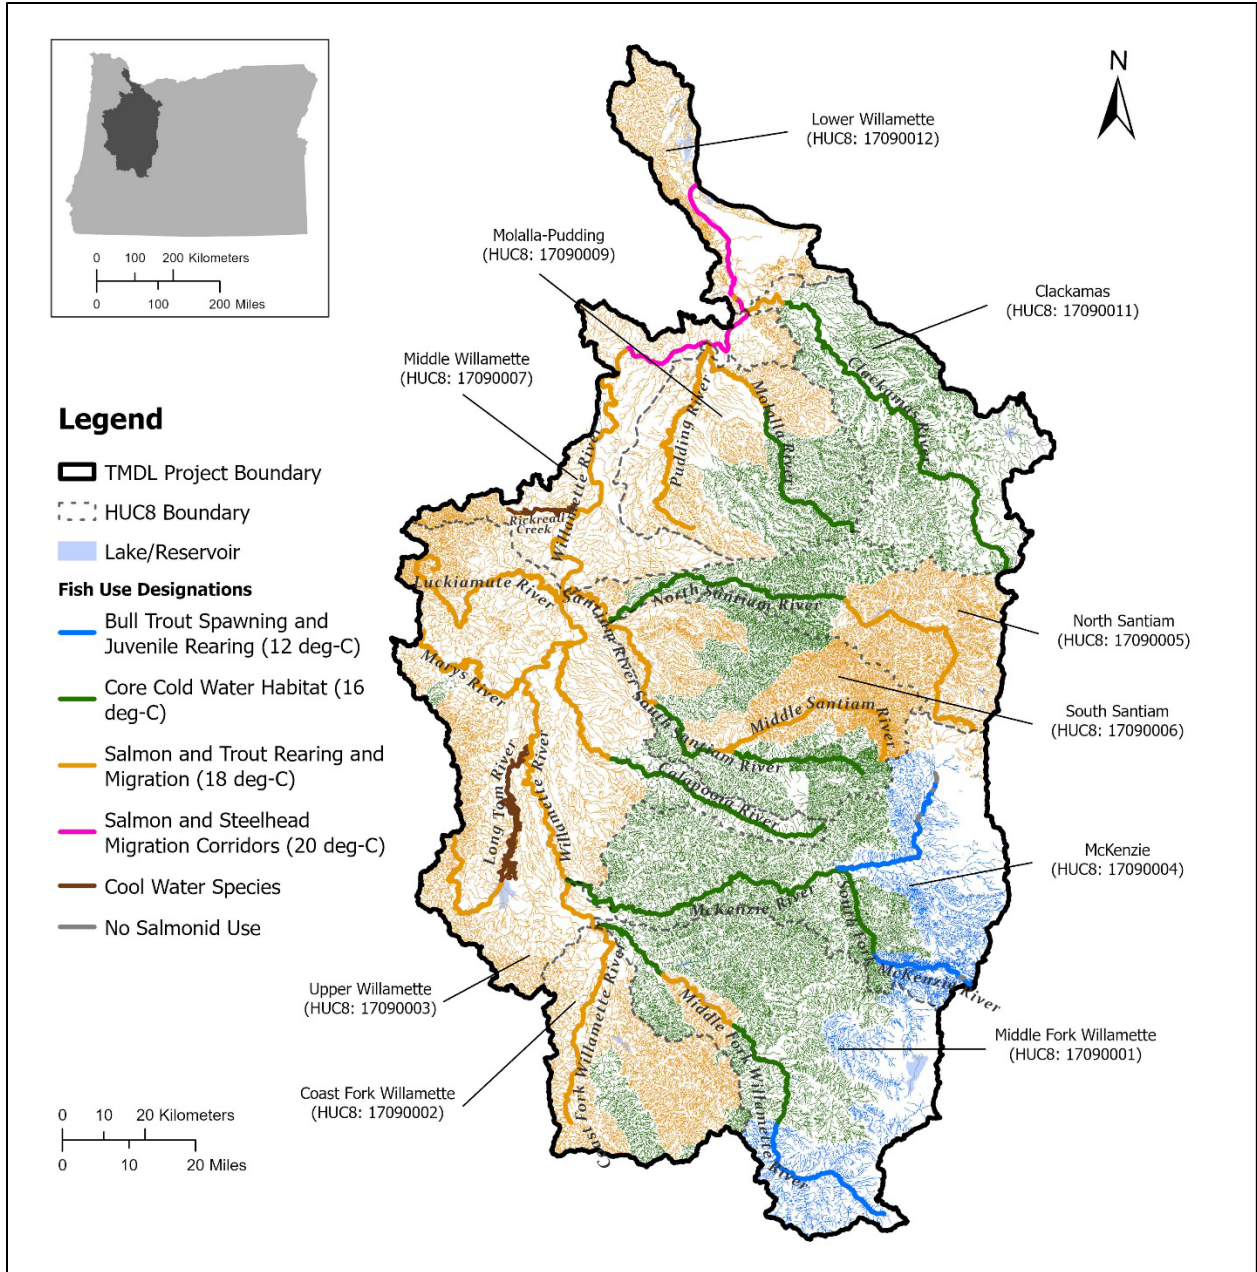 N
0 100 200 Kilometers
0 100 200 Miles
Lower Willamette
(HUC8: 17090012)
Molalla-Pudding
(HUC8: 17090009)
Clackamas
(HUC8: 17090011)
Middle Willamette
(HUC8: 17090007)
Legend
TMDL Project Boundary
HUC8 Boundary
Lake/Reservoir
Fish Use Designations
Bull Trout Spawning and
Juvenile Rearing (12 deg-C)
Core Cold Water Habitat (16
deg-C)
Salmon and Trout Rearing and
Migration (18 deg-C)
Salmon and Steelhead
Migration Corridors (20 deg-C)
Cool Water Species
No Salmonid Use
Clackamas River
Molalla River
Pudding River
Willamette River
Rickreall
Creek
Luckiamute River
Santiam River
North Santiam River
North Santiam
(HUC8: 17090005)
Marys River
South Santiam River
Middle Santiam River
South Santiam
(HUC8: 17090006)
Calapooia River
Long Tom River
Willamette River
McKenzie River
South Fork McKenzie River
McKenzie
(HUC8: 17090004)
Upper Willamette
(HUC8: 17090003)
Middle Fork Willamette River
Middle Fork Willamette
(HUC8: 17090001)
Coast Fork Willamette River
Coast Fork Willamette
(HUC8: 17090002)
0 10 20 Kilometers
0 10 20 Miles